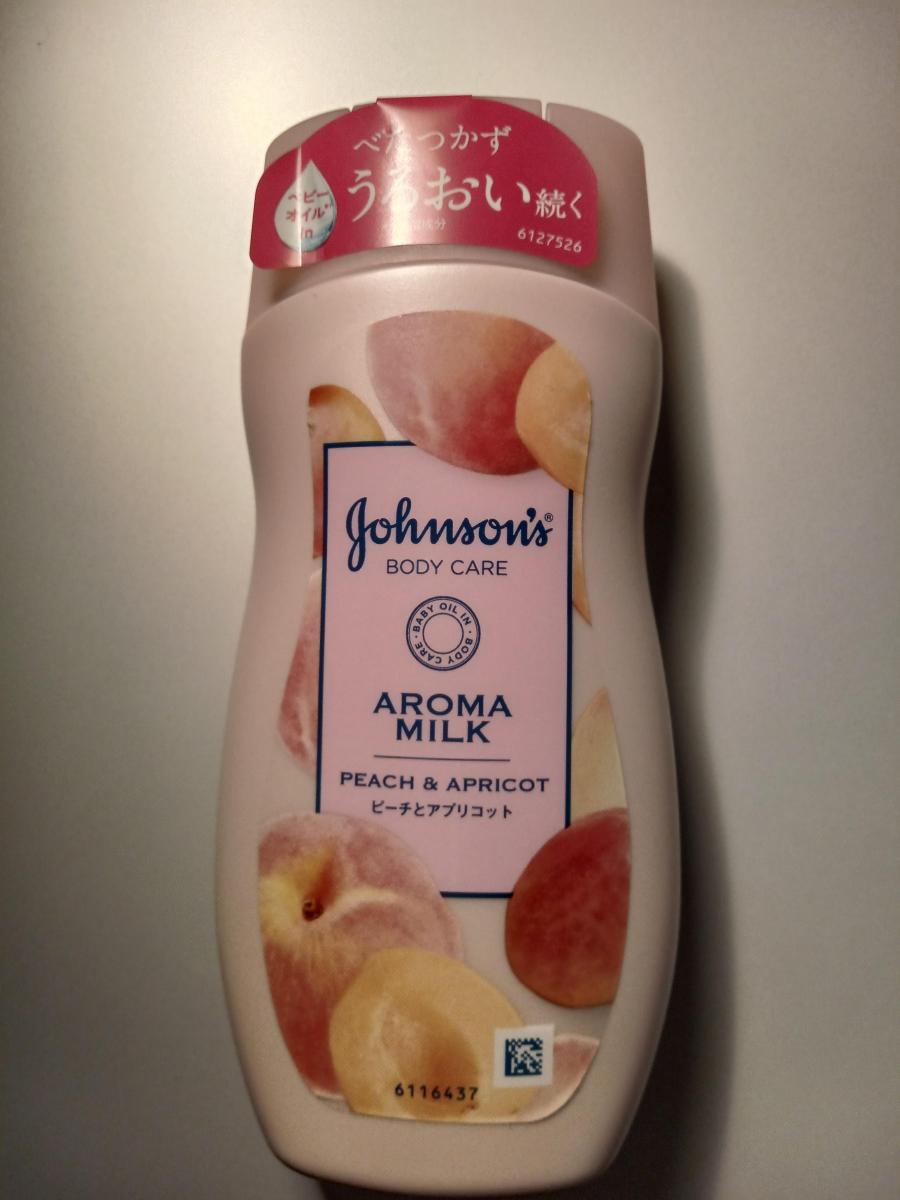 べたつかず
うるおい続く
ベビー
オイル
in
6127526
Johnson's®
BODY CARE
BABY OIL IN · BODY CARE ·
AROMA
MILK
PEACH & APRICOT
ピーチとアプリコット
6116437